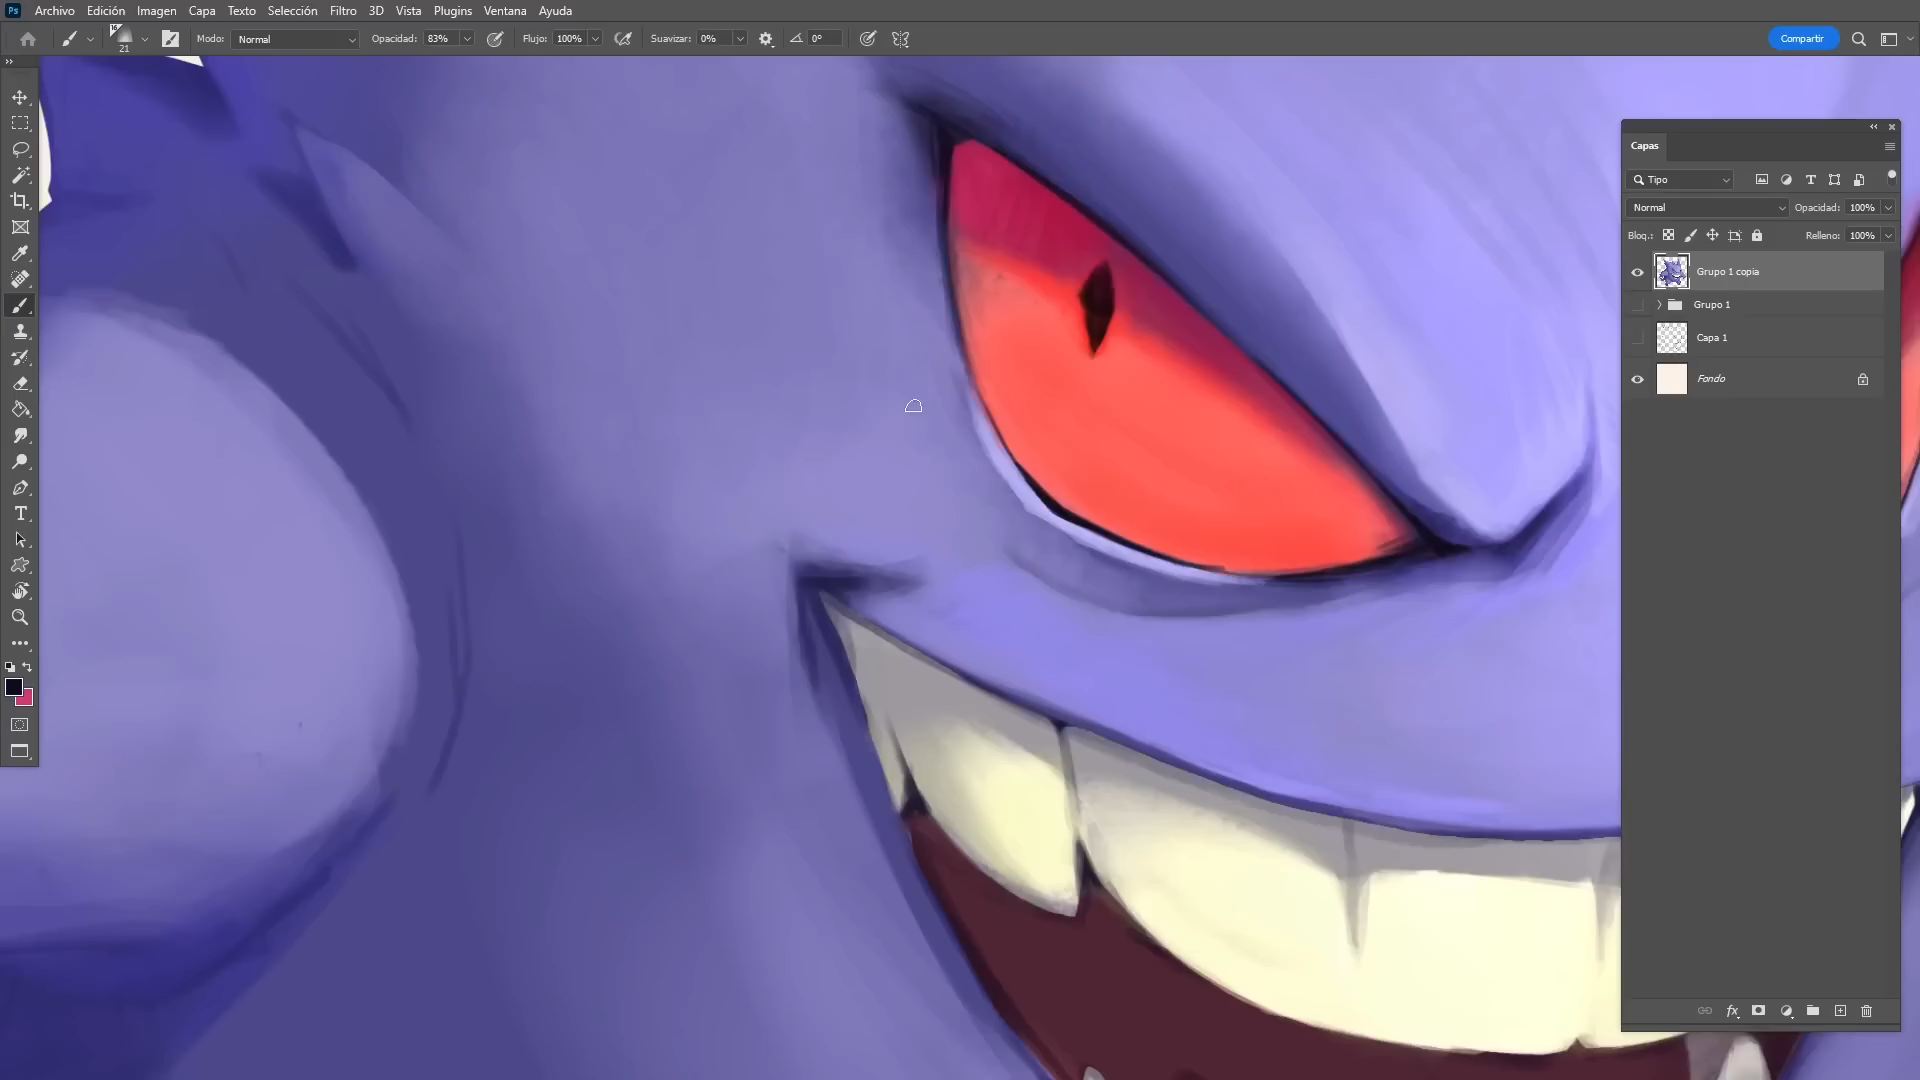 Ps Archivo Edición Imagen Capa Texto Selección Filtro 3D Vista Plugins Ventana Ayuda
21 Modo: Normal Opacidad: 83% Flujo: 100% Suavizar: 0% 0° Compartir
Capas
Tipo
Normal Opacidad: 100%
Bloq.: Relleno: 100%
Grupo 1 copia
Grupo 1
Capa 1
Fondo